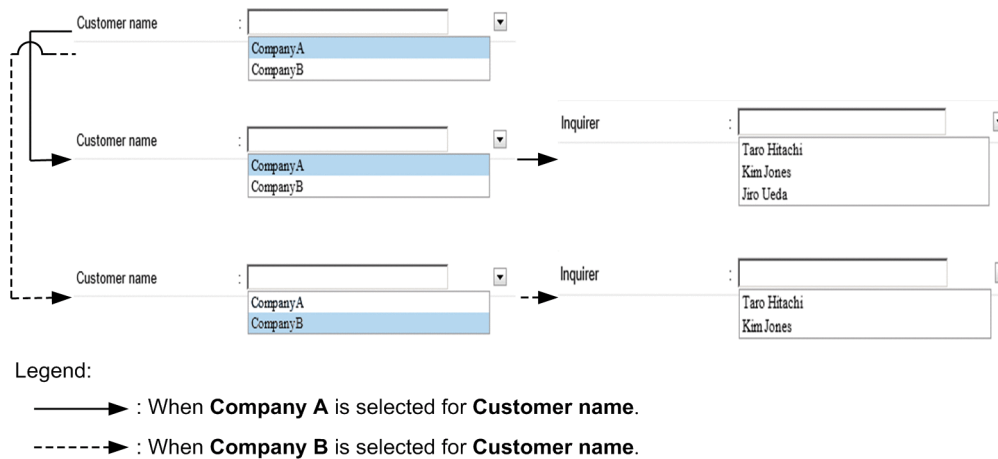 Customer name :
CompanyA
CompanyB
Customer name :
CompanyA
CompanyB
Inquirer :
Taro Hitachi
Kim Jones
Jiro Ueda
Customer name :
CompanyA
CompanyB
Inquirer :
Taro Hitachi
Kim Jones
Legend:
: When Company A is selected for Customer name.
: When Company B is selected for Customer name.